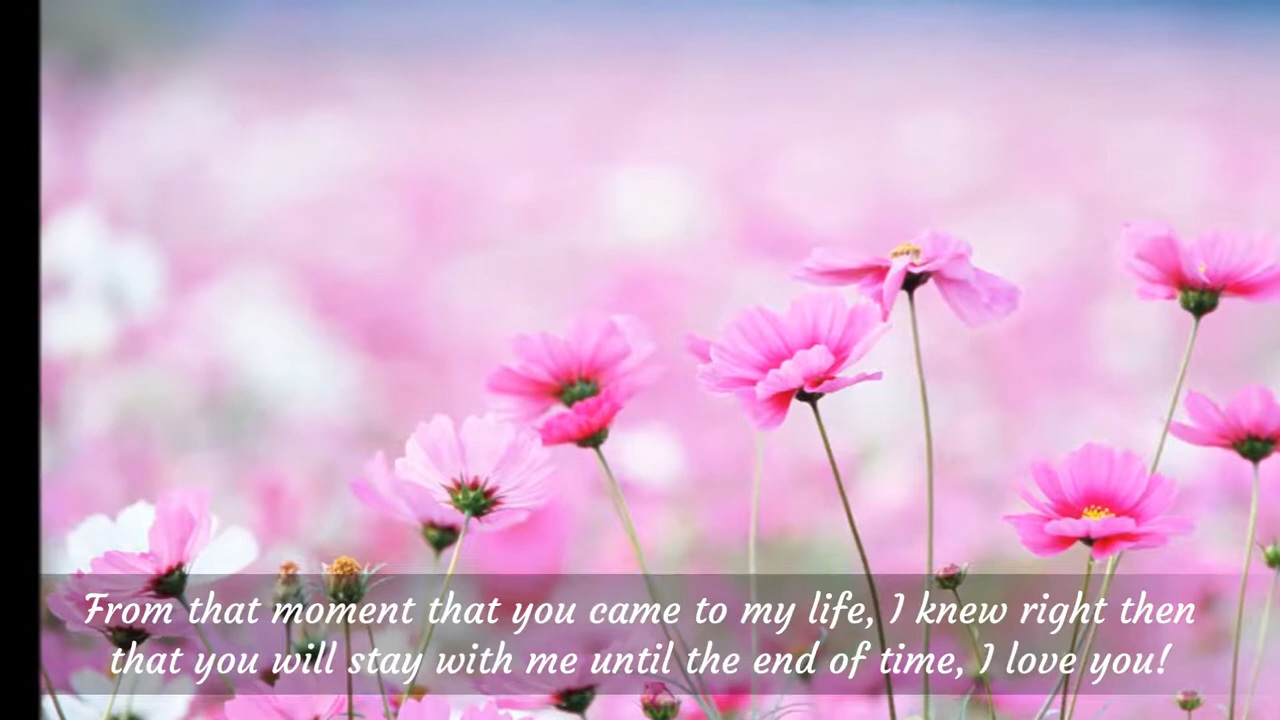 From that moment that you came to my life, I knew right then
that you will stay with me until the end of time, I love you!